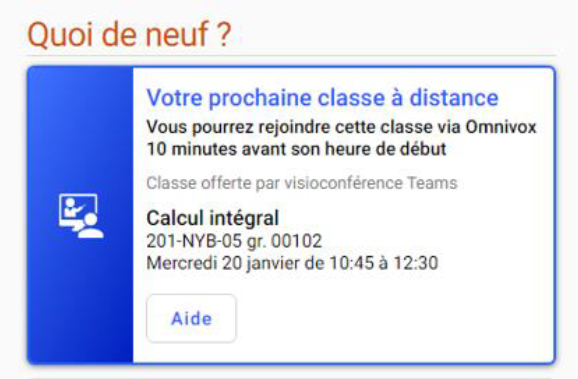 Quoi de neuf ?
Votre prochaine classe à distance
Vous pourrez rejoindre cette classe via Omnivox
10 minutes avant son heure de début
Classe offerte par visioconférence Teams
Calcul intégral
201-NYB-05 gr. 00102
Mercredi 20 janvier de 10:45 à 12:30
Aide